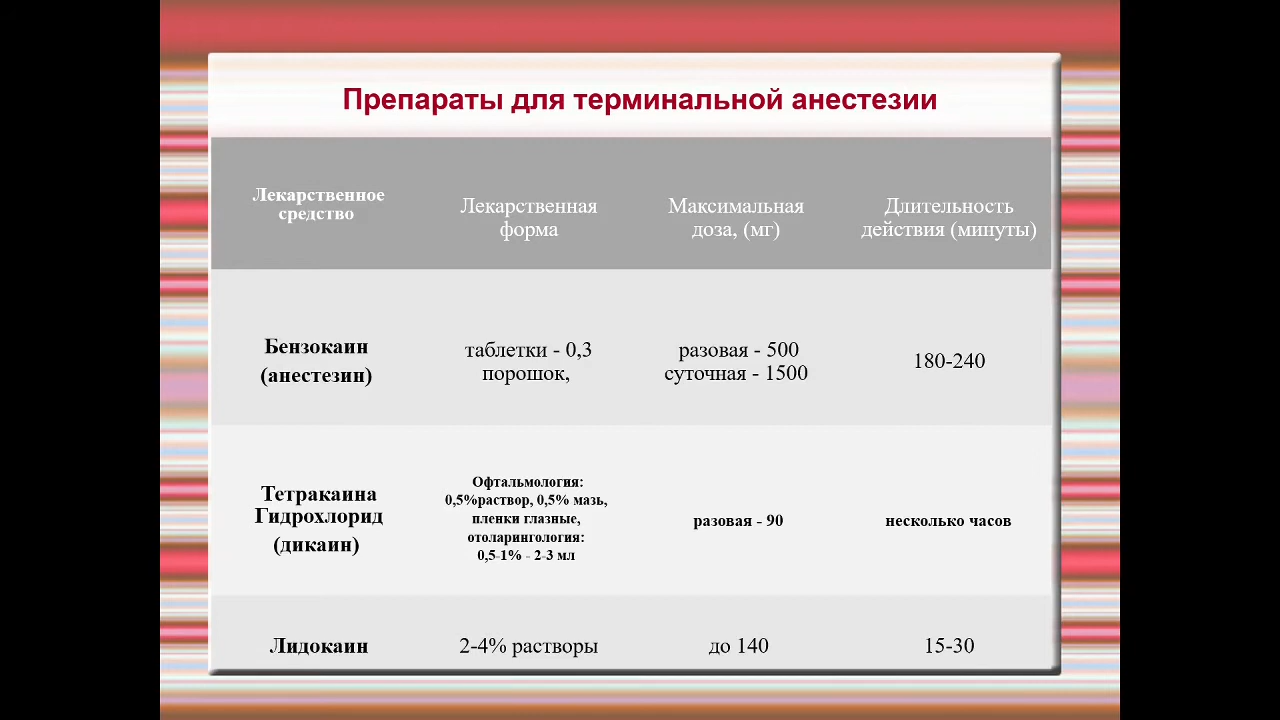 Препараты для терминальной анестезии
Лекарственное
средство
Лекарственная
форма
Максимальная
доза, (мг)
Длительность
действия (минуты)
Бензокаин
(анестезин)
таблетки - 0,3
порошок,
разовая - 500
суточная - 1500
180-240
Тетракаина
Гидрохлорид
(дикаин)
Офтальмология:
0,5%раствор, 0,5% мазь,
пленки глазные,
отоларингология:
0,5-1% - 2-3 мл
разовая - 90
несколько часов
Лидокаин
2-4% растворы
до 140
15-30